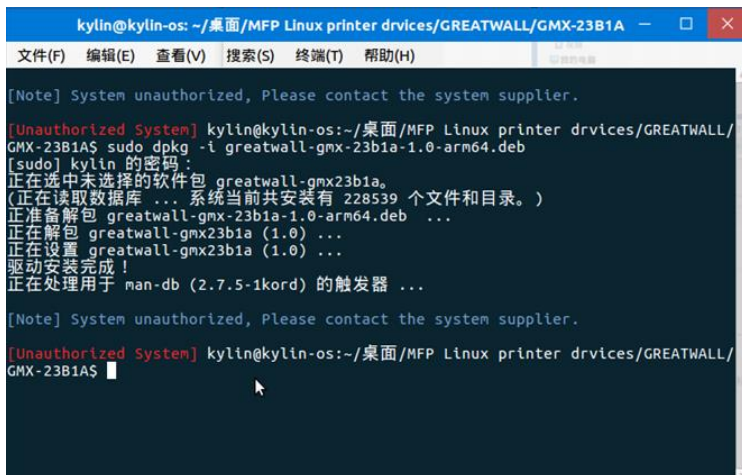 kylin@kylin-os: ~/桌面/MFP Linux printer drvices/GREATWALL/GMX-23B1A
文件(F) 编辑(E) 查看(V) 搜索(S) 终端(T) 帮助(H)
[Note] System unauthorized, Please contact the system supplier.
[Unauthorized System] kylin@kylin-os:~/桌面/MFP Linux printer drvices/GREATWALL/
GMX-23B1A$ sudo dpkg -i greatwall-gmx-23b1a-1.0-arm64.deb
[sudo] kylin 的密码：
正在选中未选择的软件包 greatwall-gmx23b1a。
(正在读取数据库 ... 系统当前共安装有 228539 个文件和目录。)
正准备解包 greatwall-gmx-23b1a-1.0-arm64.deb ...
正在解包 greatwall-gmx23b1a (1.0) ...
正在设置 greatwall-gmx23b1a (1.0) ...
驱动安装完成！
正在处理用于 man-db (2.7.5-1kord) 的触发器 ...
[Note] System unauthorized, Please contact the system supplier.
[Unauthorized System] kylin@kylin-os:~/桌面/MFP Linux printer drvices/GREATWALL/
GMX-23B1A$